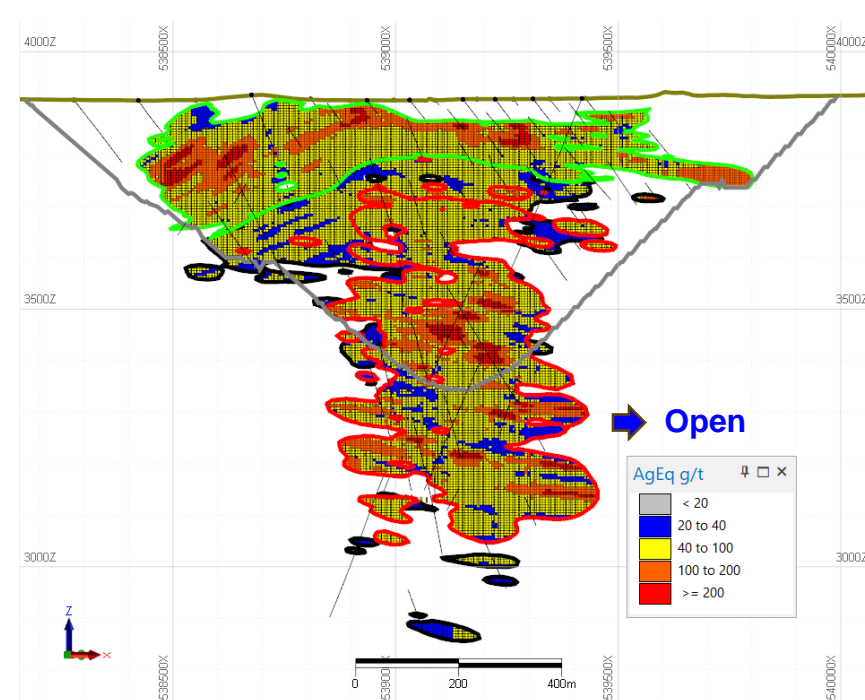 538500X
539000X
539500X
540000X
4000Z
4000Z
3500Z
3500Z
Open
AgEq g/t
< 20
20 to 40
40 to 100
100 to 200
>= 200
3000Z
3000Z
Z
X
0
200
400m
538500X
539000X
539500X
540000X